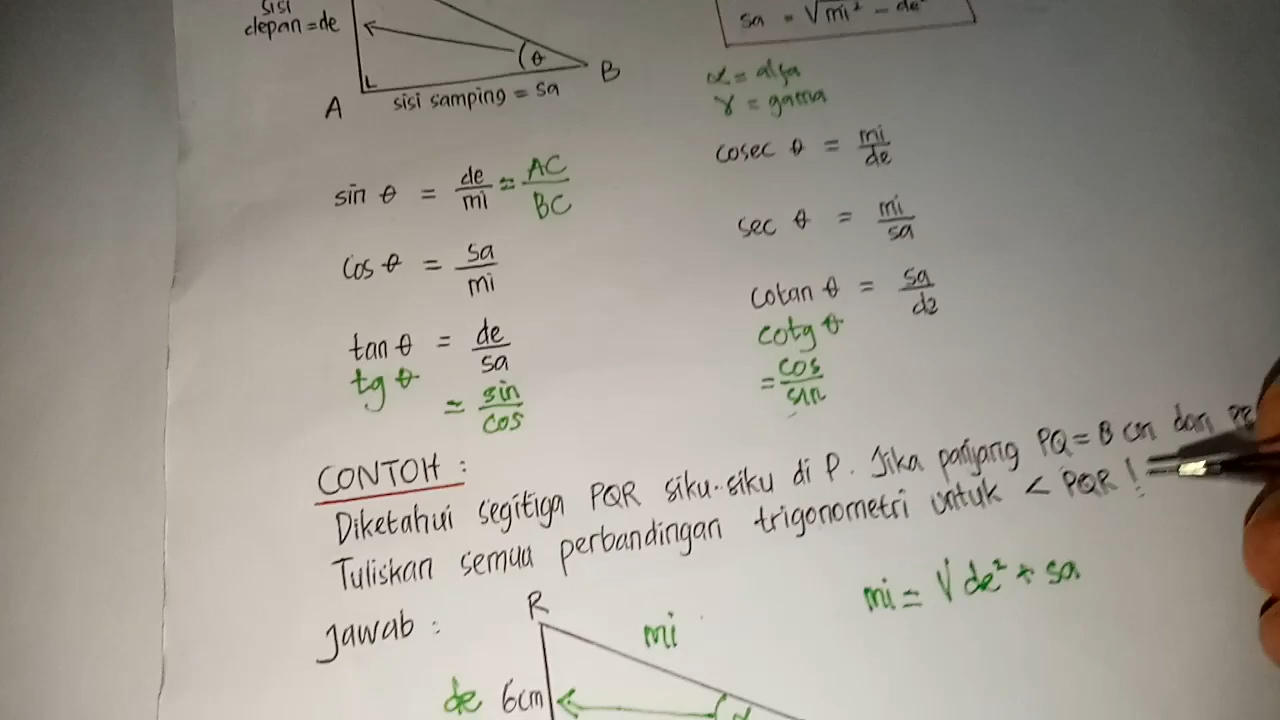 sisi
depan = de
sa = √mi² - de²
θ
B
A
sisi samping = sa
α = alfa
γ = gama
sin θ = de/mi = AC/BC
cosec θ = mi/de
cos θ = sa/mi
sec θ = mi/sa
tan θ = de/sa
tg θ = sin/cos
cotan θ = sa/de
cotg θ
= cos/sin
CONTOH :
Diketahui segitiga PQR siku-siku di P. Jika panjang PQ = 8 cm dan
Tuliskan semua perbandingan trigonometri untuk < PQR !
Jawab :
R
mi
mi = √de² + sa
de 6cm
α